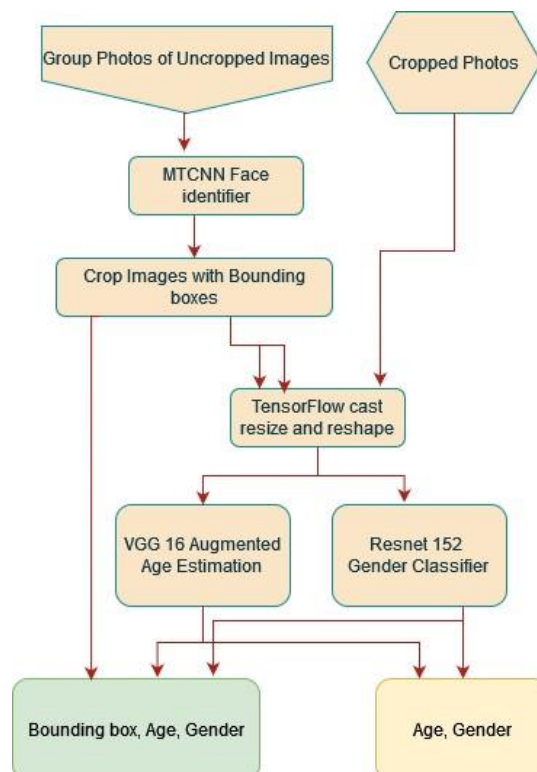 Group Photos of Uncropped Images
Cropped Photos
MTCNN Face
identifier
Crop Images with Bounding
boxes
TensorFlow cast
resize and reshape
VGG 16 Augmented
Age Estimation
Resnet 152
Gender Classifier
Bounding box, Age, Gender
Age, Gender